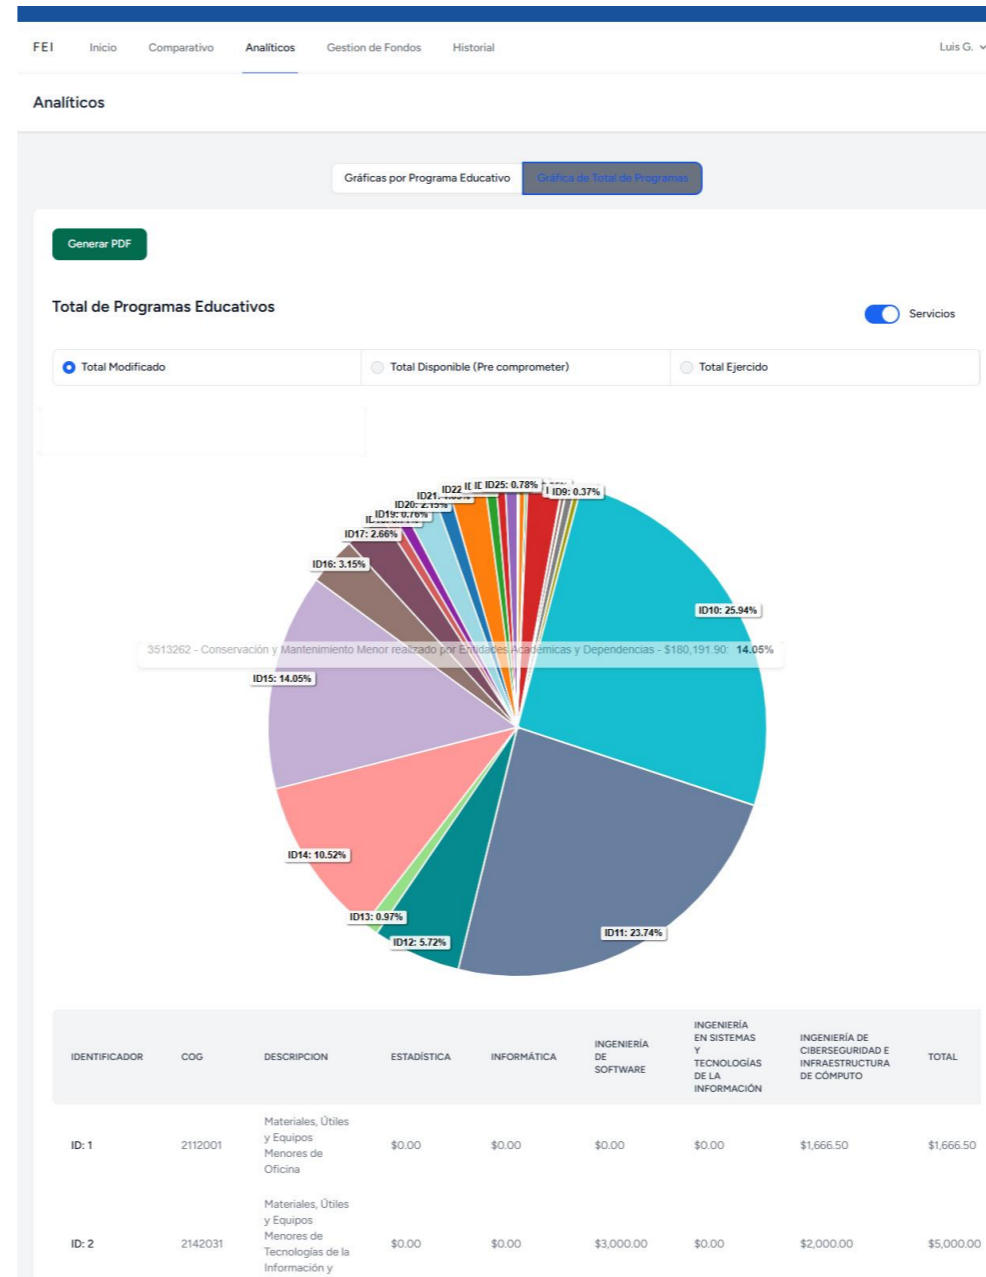 FEI Inicio Comparativo Analíticos Gestion de Fondos Historial Luis G.
Analíticos
Gráficas por Programa Educativo Gráfica de Total de Programas
Generar PDF
Total de Programas Educativos
Servicios
Total Modificado Total Disponible (Pre comprometer) Total Ejercido
ID25: 0.78%
ID9: 0.37%
ID22
ID21:
ID20: 2.15%
ID19: 0.76%
ID17: 2.66%
ID16: 3.15%
ID10: 25.94%
3513262 - Conservación y Mantenimiento Menor realizado por Entidades Académicas y Dependencias - $180,191.90: 14.05%
ID15: 14.05%
ID14: 10.52%
ID13: 0.97%
ID11: 23.74%
ID12: 5.72%
IDENTIFICADOR COG DESCRIPCION ESTADÍSTICA INFORMÁTICA
INGENIERÍA
DE
SOFTWARE
INGENIERÍA
EN SISTEMAS
Y
TECNOLOGÍAS
DE LA
INFORMACIÓN
INGENIERÍA DE
CIBERSEGURIDAD E
INFRAESTRUCTURA
DE CÓMPUTO
TOTAL
ID: 1 2112001
Materiales, Útiles
y Equipos
Menores de
Oficina
$0.00 $0.00 $0.00 $0.00 $1,666.50 $1,666.50
ID: 2 2142031
Materiales, Útiles
y Equipos
Menores de
Tecnologías de la
Información y
$0.00 $0.00 $3,000.00 $0.00 $2,000.00 $5,000.00